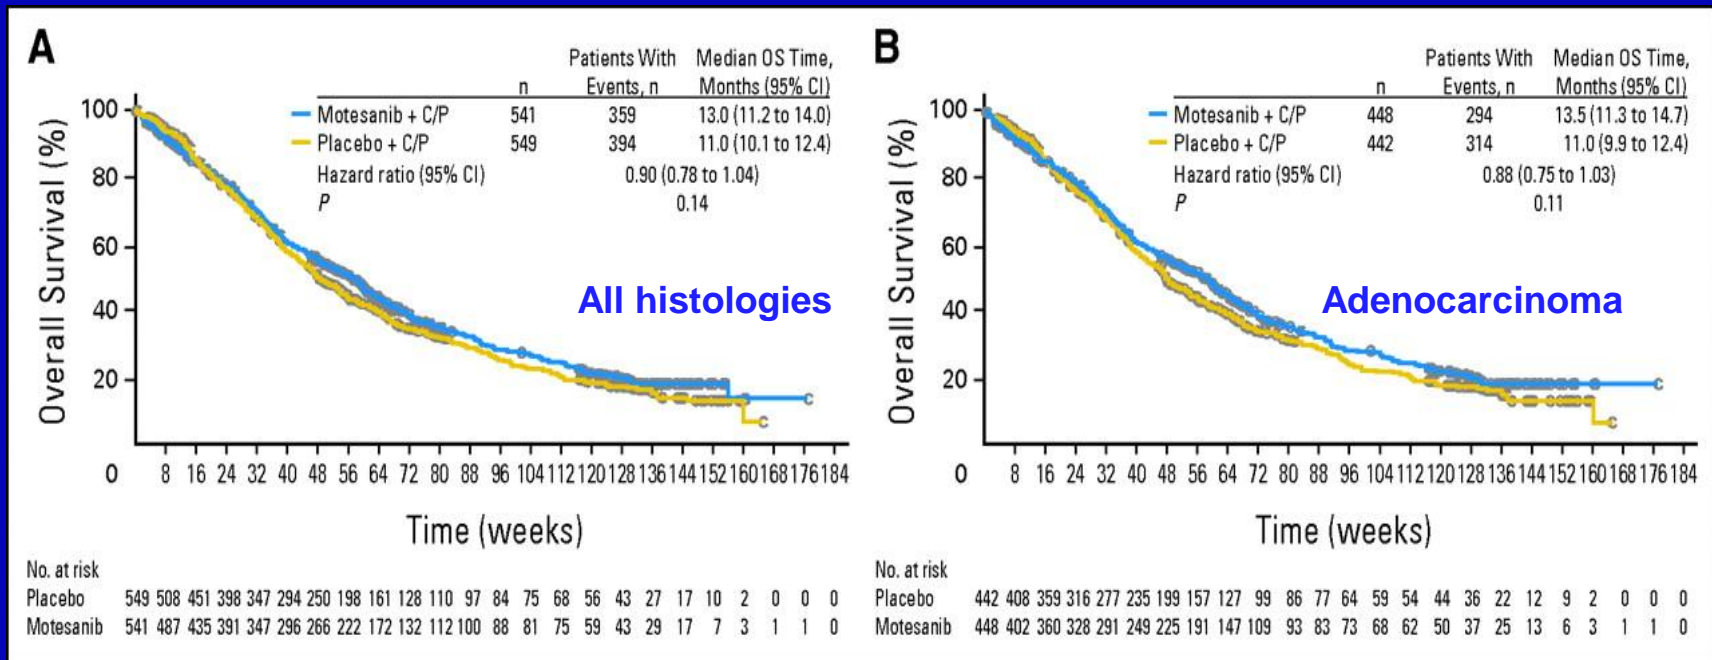 A
Patients With Median OS Time,
n Events, n Months (95% CI)
Motesanib + C/P 541 359 13.0 (11.2 to 14.0)
Placebo + C/P 549 394 11.0 (10.1 to 12.4)
Hazard ratio (95% CI) 0.90 (0.78 to 1.04)
P 0.14
Overall Survival (%)
100
80
60
40
20
0 8 16 24 32 40 48 56 64 72 80 88 96 104 112 120 128 136 144 152 160 168 176 184
All histologies
Time (weeks)
No. at risk
Placebo 549 508 451 398 347 294 250 198 161 128 110 97 84 75 68 56 43 27 17 10 2 0 0 0
Motesanib 541 487 435 391 347 296 266 222 172 132 112 100 88 81 75 59 43 29 17 7 3 1 1 0
B
Patients With Median OS Time,
n Events, n Months (95% CI)
Motesanib + C/P 448 294 13.5 (11.3 to 14.7)
Placebo + C/P 442 314 11.0 (9.9 to 12.4)
Hazard ratio (95% CI) 0.88 (0.75 to 1.03)
P 0.11
Overall Survival (%)
100
80
60
40
20
0 8 16 24 32 40 48 56 64 72 80 88 96 104 112 120 128 136 144 152 160 168 176 184
Adenocarcinoma
Time (weeks)
No. at risk
Placebo 442 408 359 316 277 235 199 157 127 99 86 77 64 59 54 44 36 22 12 9 2 0 0 0
Motesanib 448 402 360 328 291 249 225 191 147 109 93 83 73 68 62 50 37 25 13 6 3 1 1 0